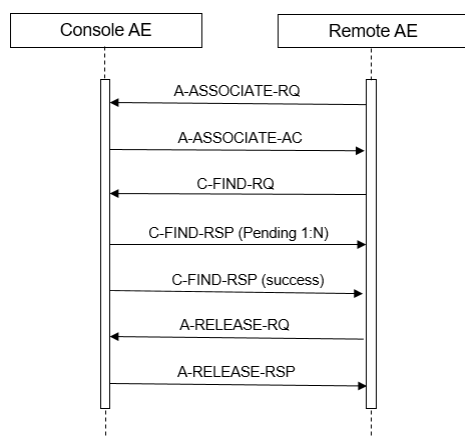 Console AE
Remote AE
A-ASSOCIATE-RQ
A-ASSOCIATE-AC
C-FIND-RQ
C-FIND-RSP (Pending 1:N)
C-FIND-RSP (success)
A-RELEASE-RQ
A-RELEASE-RSP